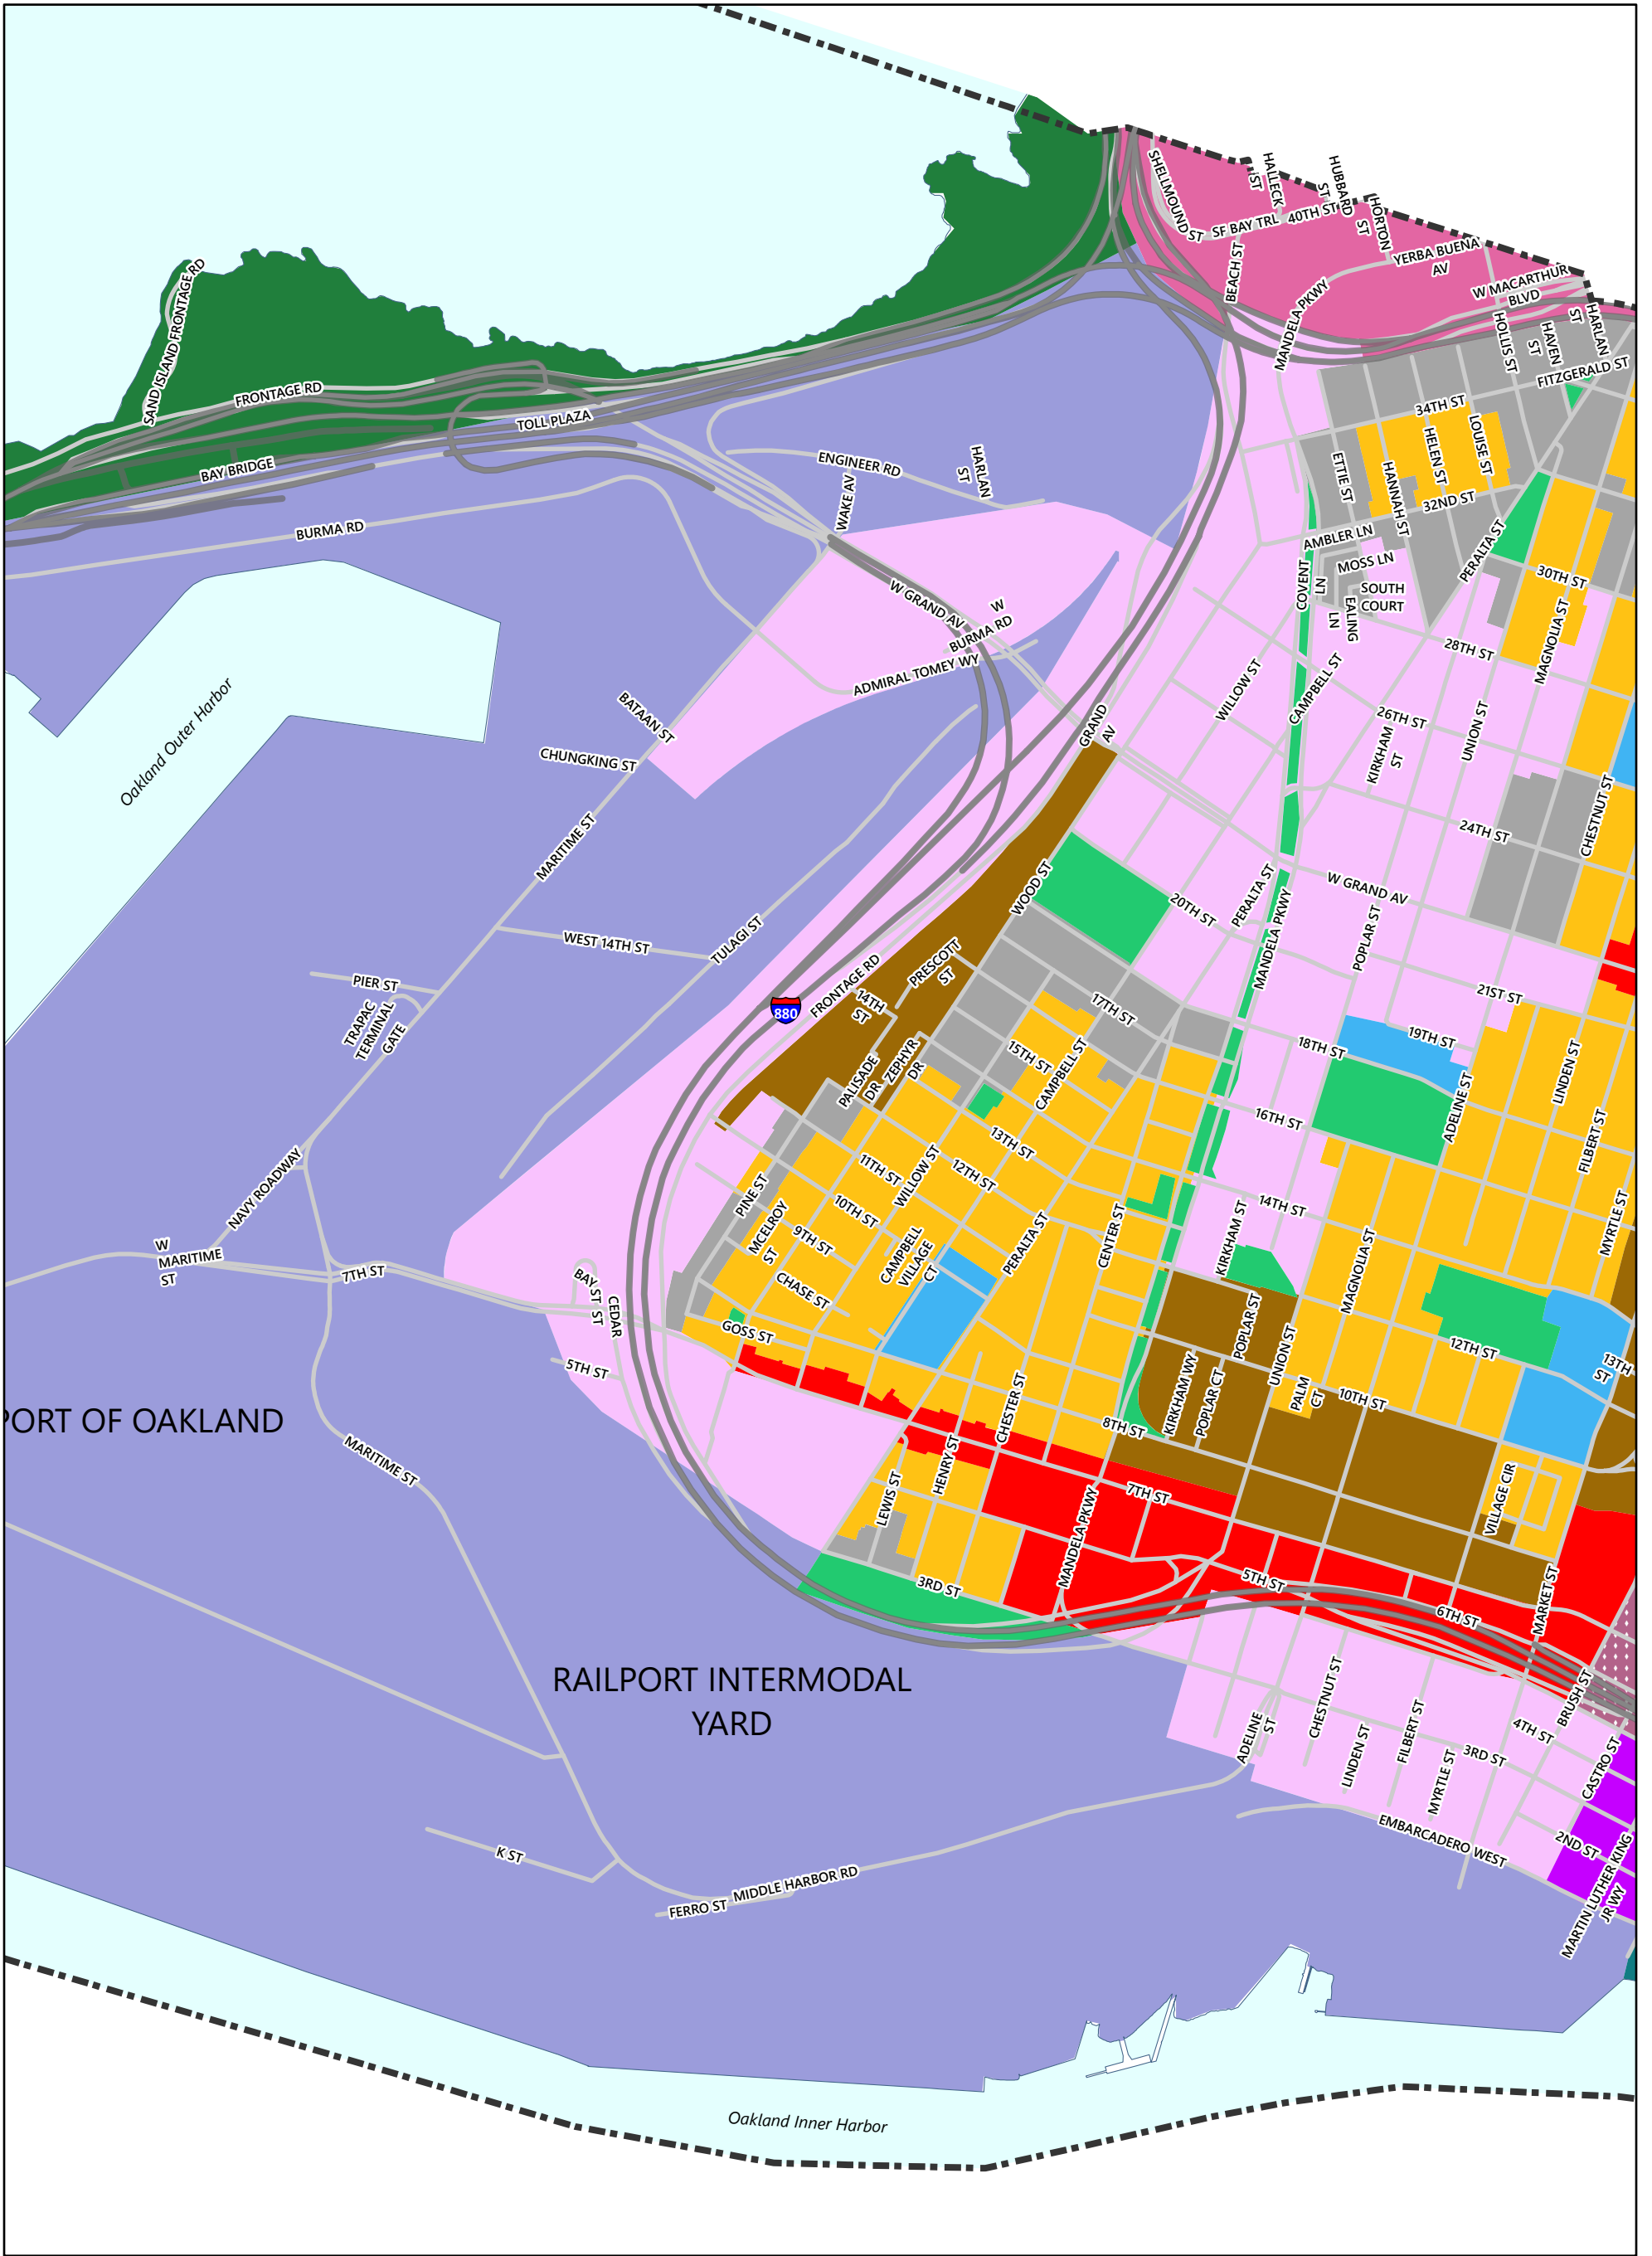 SHELLMOUND ST
ST
HALLECK
HUBBARD
ST
HORTON
ST
SF BAY TRL
40TH ST
BEACH ST
YERBA BUENA
AV
W MACARTHUR
BLVD
MANDELA PKWY
HOLLIS ST
HAVEN
ST
HARLAN
ST
FITZGERALD ST
SAND ISLAND FRONTAGE RD
FRONTAGE RD
TOLL PLAZA
BAY BRIDGE
BURMA RD
ENGINEER RD
HARLAN
ST
WAKE AV
34TH ST
HELEN ST
LOUISE ST
ETTIE ST
HANNAH ST
32ND ST
AMBLER LN
MOSS LN
PERALTA ST
COVENT
LN
SOUTH
COURT
EALING
LN
30TH ST
MAGNOLIA ST
28TH ST
W GRAND AV
W
BURMA RD
ADMIRAL TOMEY WY
Oakland Outer Harbor
BATAAN ST
CHUNGKING ST
MARITIME ST
GRAND
AV
WILLOW ST
CAMPBELL ST
26TH ST
KIRKHAM
ST
UNION ST
CHESTNUT ST
24TH ST
WOOD ST
W GRAND AV
PERALTA ST
20TH ST
MANDELA PKWY
POPLAR ST
WEST 14TH ST
TULAGI ST
PIER ST
TRAPAC
TERMINAL
GATE
880
FRONTAGE RD
PRESCOTT
ST
14TH
ST
17TH ST
21ST ST
19TH ST
18TH ST
LINDEN ST
PALISADE
DR
ZEPHYR
DR
15TH ST
CAMPBELL ST
16TH ST
ADELINE ST
FILBERT ST
13TH ST
NAVY ROADWAY
PINE ST
11TH ST
WILLOW ST
12TH ST
10TH ST
14TH ST
MYRTLE ST
W
MARITIME
ST
7TH ST
MCELROY
ST
9TH ST
CAMPBELL
VILLAGE
CT
PERALTA ST
CENTER ST
KIRKHAM ST
MAGNOLIA ST
BAY ST
ST
CEDAR
CHASE ST
GOSS ST
POPLAR ST
UNION ST
12TH ST
13TH
ST
5TH ST
PORT OF OAKLAND
CHESTER ST
8TH ST
KIRKHAM WY
POPLAR CT
PALM
CT
10TH ST
MARITIME ST
LEWIS ST
HENRY ST
MANDELA PKWY
7TH ST
VILLAGE CIR
3RD ST
5TH ST
6TH ST
MARKET ST
RAILPORT INTERMODAL
YARD
ADELINE
ST
CHESTNUT ST
LINDEN ST
FILBERT ST
MYRTLE ST
3RD ST
4TH ST
BRUSH ST
CASTRO ST
EMBARCADERO WEST
2ND ST
MARTIN LUTHER KING
JR WY
K ST
FERRO ST
MIDDLE HARBOR RD
Oakland Inner Harbor